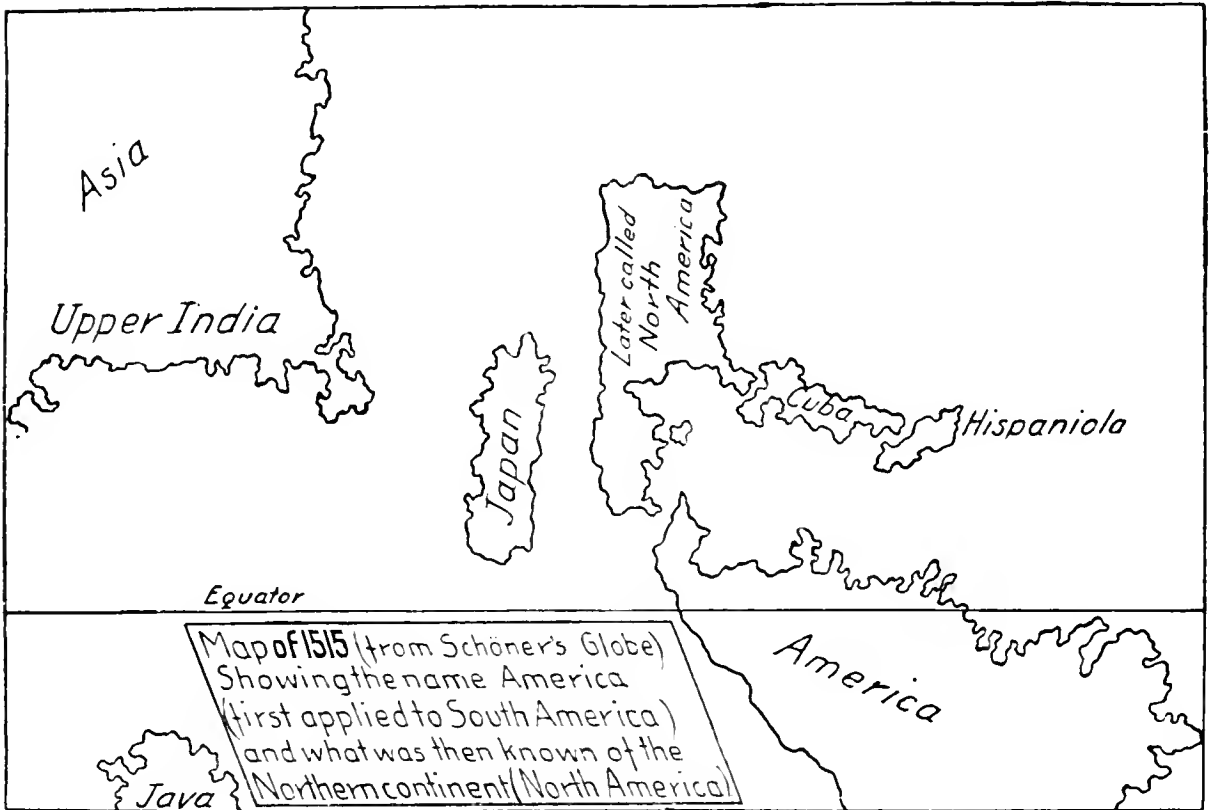 Asia
Upper India
Japan
Later called
North
America
Cuba
Hispaniola
Equator
America
Map of 1515 (from Schöner's Globe)
Showing the name America
(first applied to South America)
and what was then known of the
Northern continent (North America)
Java